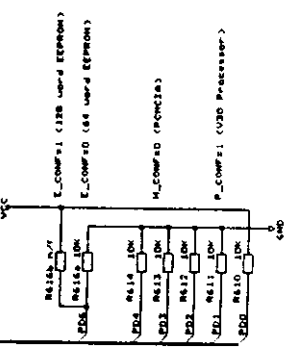 E_CONF=1 (128 word EEPROM)
E_CONF=0 (64 word EEPROM)
M_CONF=0 (PCMCIA)
P_CONF=1 (V30 Processor)
VCC
GND
R616b n/f
R616a 10K
R614 10K
R613 10K
R612 10K
R611 10K
R610 10K
PD6
PD4
PD3
PD2
PD1
PD0